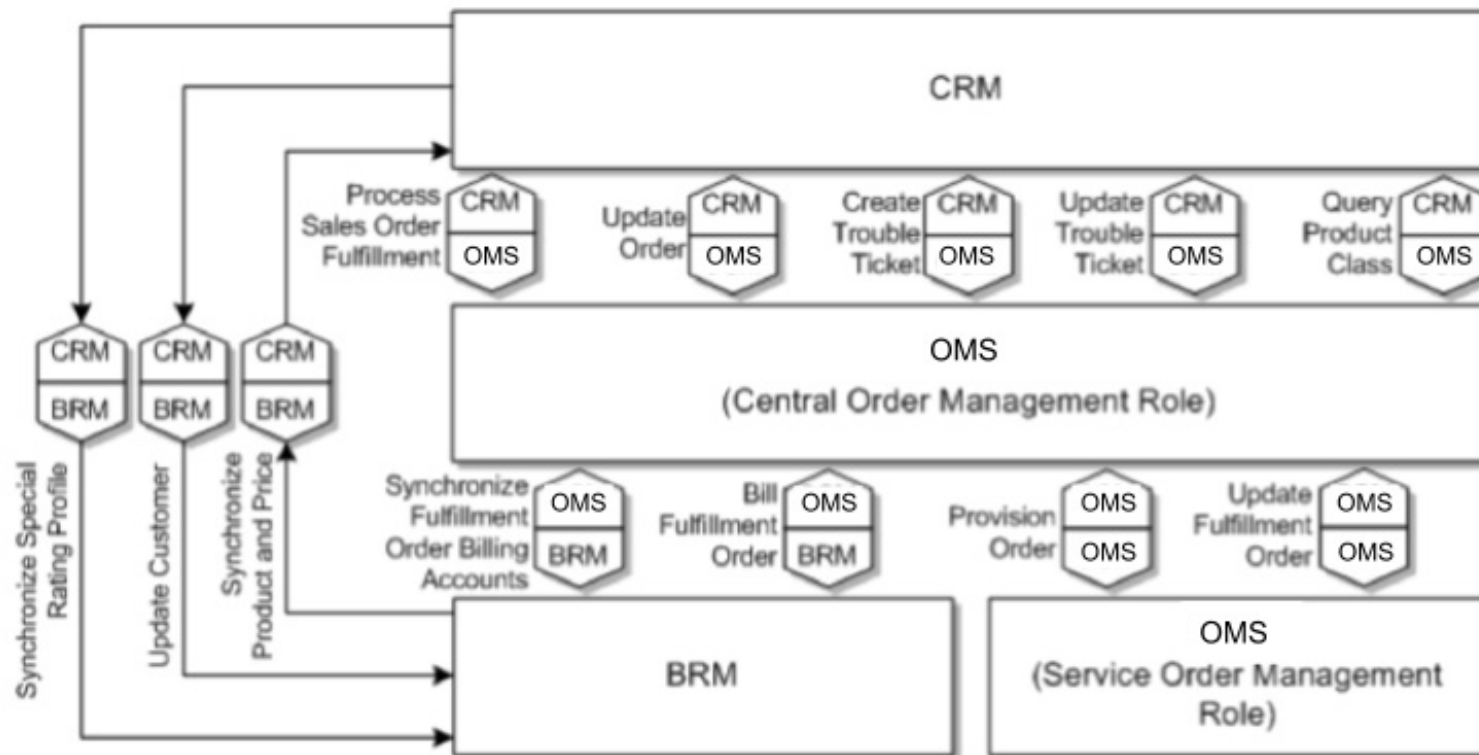 CRM
Process
Sales Order
Fulfillment
CRM
OMS
Update
Order
CRM
OMS
Create
Trouble
Ticket
CRM
OMS
Update
Trouble
Ticket
CRM
OMS
Query
Product
Class
CRM
OMS
CRM
BRM
CRM
BRM
CRM
BRM
OMS
(Central Order Management Role)
Synchronize Special
Rating Profile
Update Customer
Synchronize
Product and Price
Synchronize
Fulfillment
Order Billing
Accounts
OMS
BRM
Bill
Fulfillment
Order
OMS
BRM
Provision
Order
OMS
OMS
Update
Fulfillment
Order
OMS
OMS
BRM
OMS
(Service Order Management
Role)